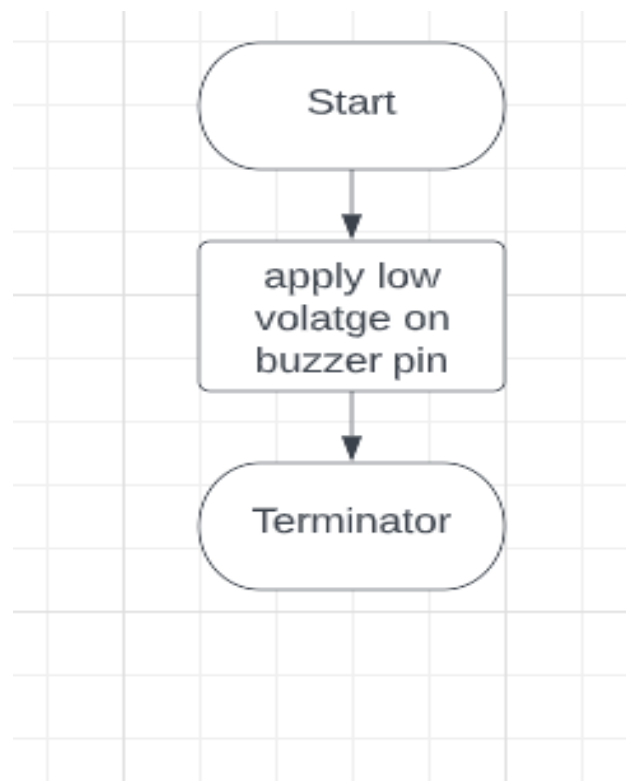 Start
apply low
volatge on
buzzer pin
Terminator